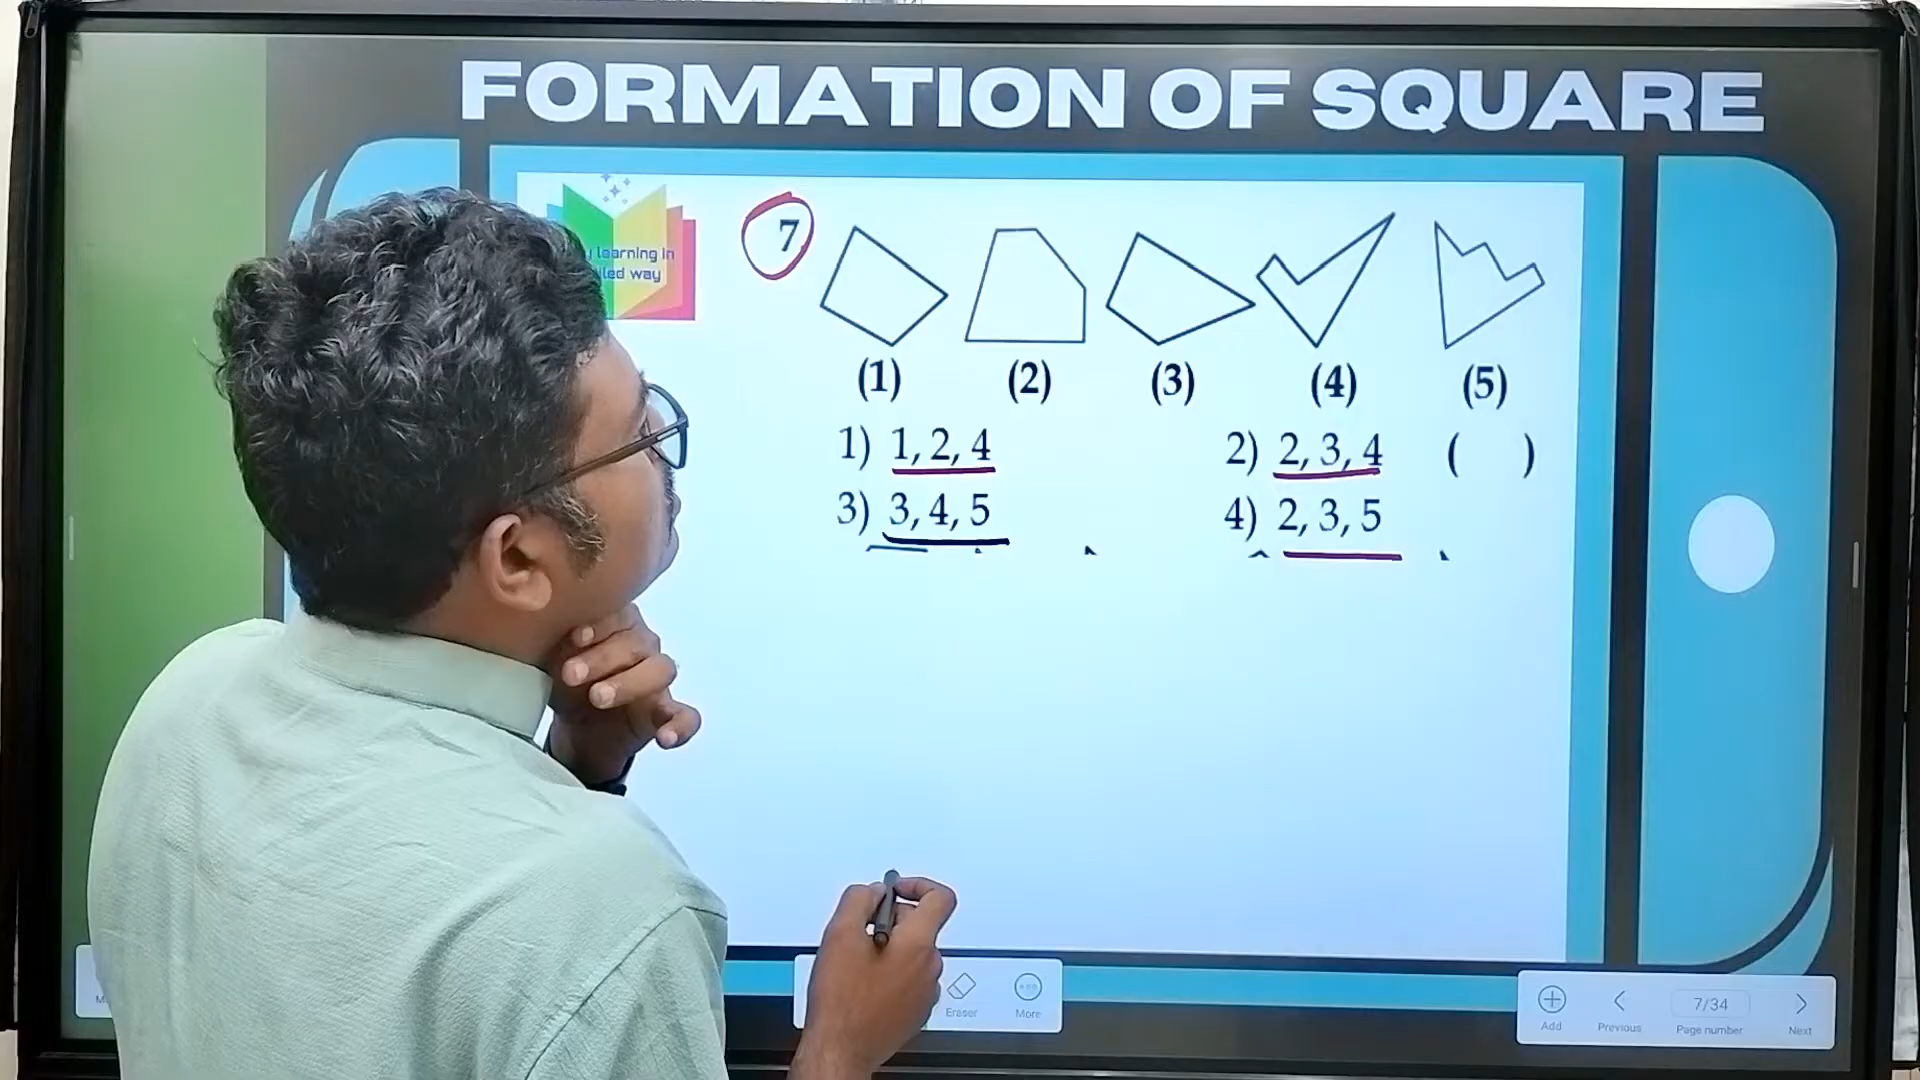 FORMATION OF SQUARE
learning in
led way
7
(1) (2) (3) (4) (5)
1) 1, 2, 4 2) 2, 3, 4 ( )
3) 3, 4, 5 4) 2, 3, 5
Eraser More
7/34
Add Previous Page number Next